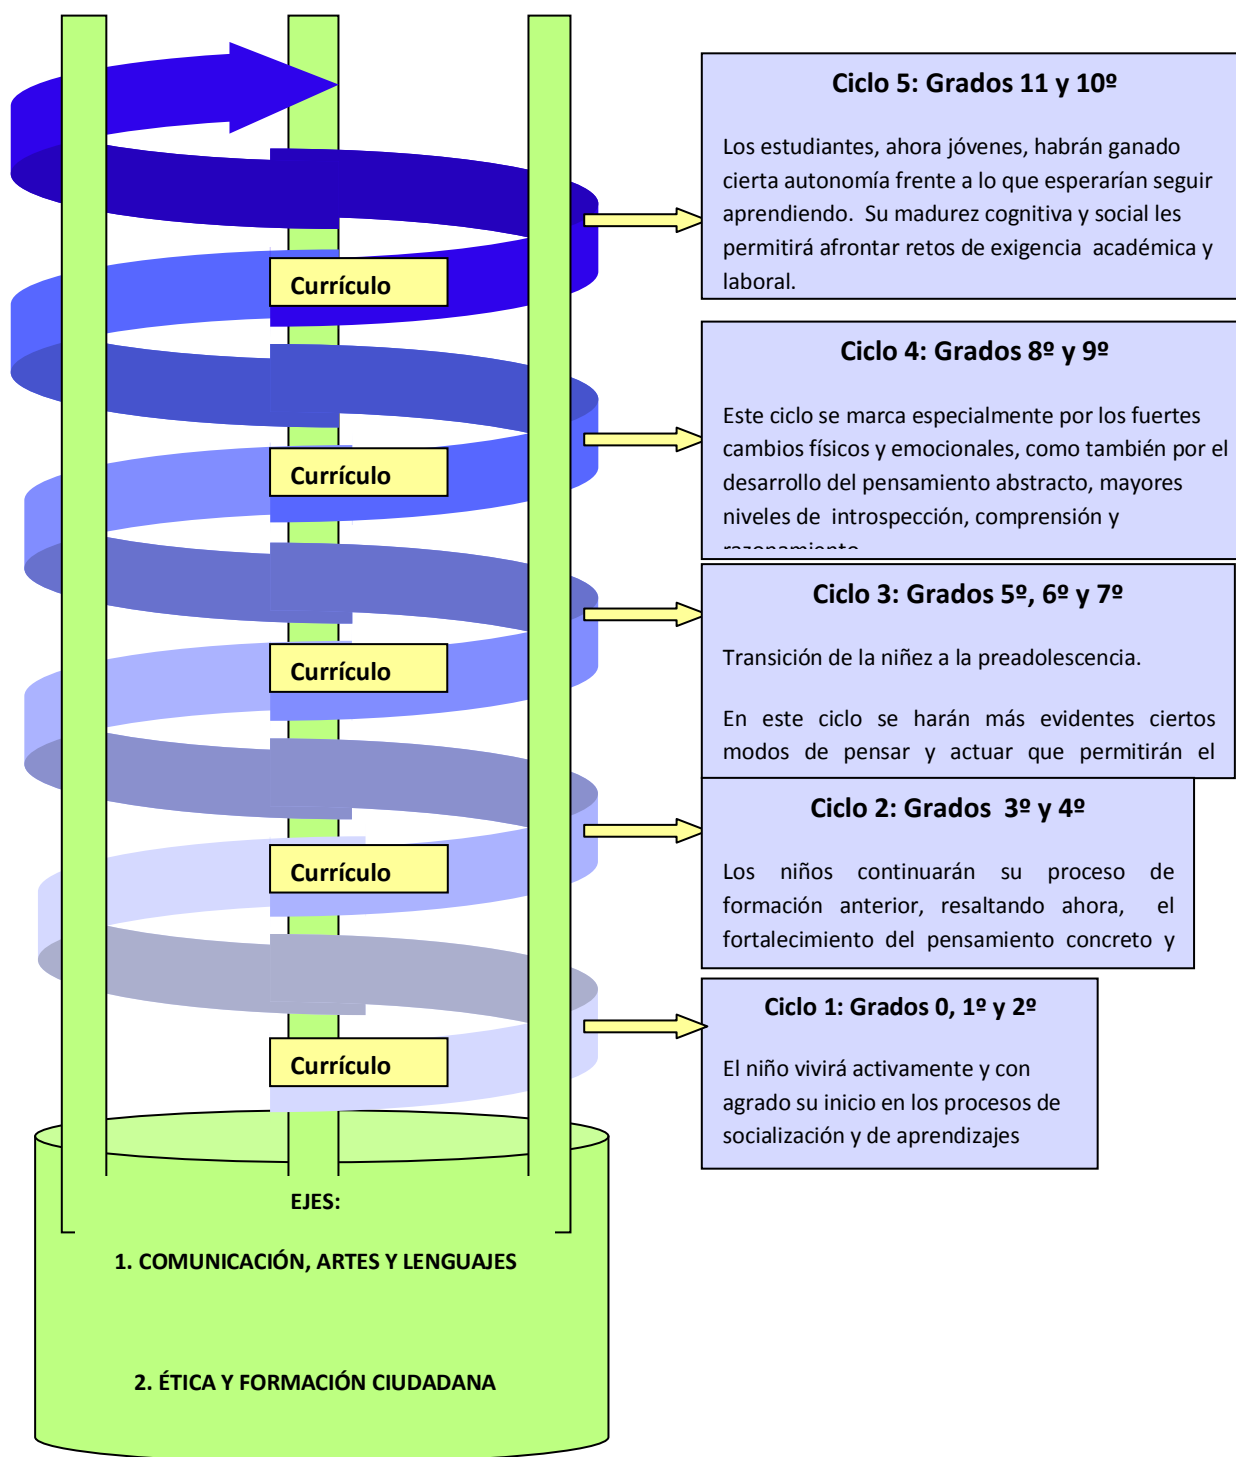 Ciclo 5: Grados 11 y 10º
Los estudiantes, ahora jóvenes, habrán ganado
cierta autonomía frente a lo que esperarían seguir
aprendiendo. Su madurez cognitiva y social les
permitirá afrontar retos de exigencia académica y
laboral.
Currículo
Ciclo 4: Grados 8º y 9º
Este ciclo se marca especialmente por los fuertes
cambios físicos y emocionales, como también por el
desarrollo del pensamiento abstracto, mayores
niveles de introspección, comprensión y
Currículo
Ciclo 3: Grados 5º, 6º y 7º
Transición de la niñez a la preadolescencia.
En este ciclo se harán más evidentes ciertos
modos de pensar y actuar que permitirán el
Currículo
Ciclo 2: Grados 3º y 4º
Los niños continuarán su proceso de
formación anterior, resaltando ahora, el
fortalecimiento del pensamiento concreto y
Currículo
Ciclo 1: Grados 0, 1º y 2º
El niño vivirá activamente y con
agrado su inicio en los procesos de
socialización y de aprendizajes
Currículo
EJES:
1. COMUNICACIÓN, ARTES Y LENGUAJES
2. ÉTICA Y FORMACIÓN CIUDADANA